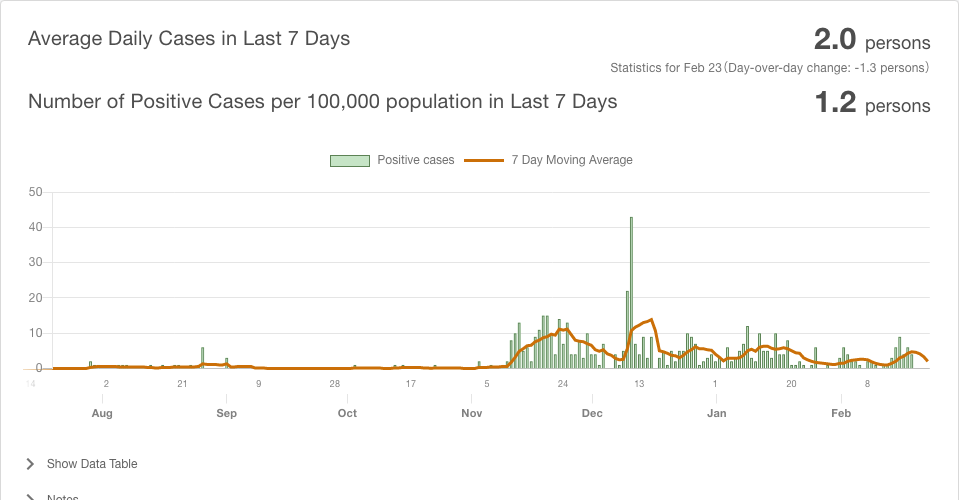 Average Daily Cases in Last 7 Days
2.0 persons
Statistics for Feb 23(Day-over-day change: -1.3 persons)
Number of Positive Cases per 100,000 population in Last 7 Days
1.2 persons
Positive cases
7 Day Moving Average
50
40
30
20
10
0
14 2 21 9 28 17 5 24 13 1 20 8
Aug Sep Oct Nov Dec Jan Feb
Show Data Table
Notes